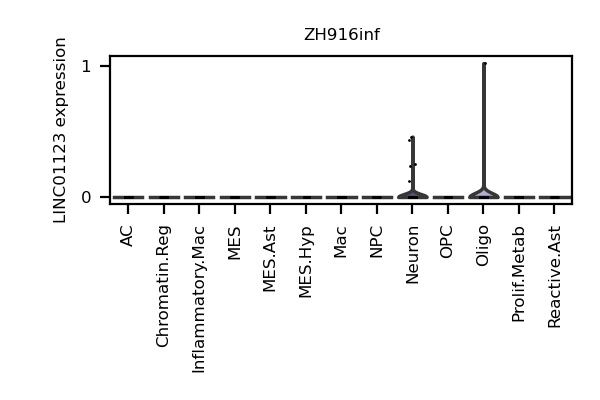 ZH916inf
LINC01123 expression
1
0
AC
Chromatin.Reg
Inflammatory.Mac
MES
MES.Ast
MES.Hyp
Mac
NPC
Neuron
OPC
Oligo
Prolif.Metab
Reactive.Ast